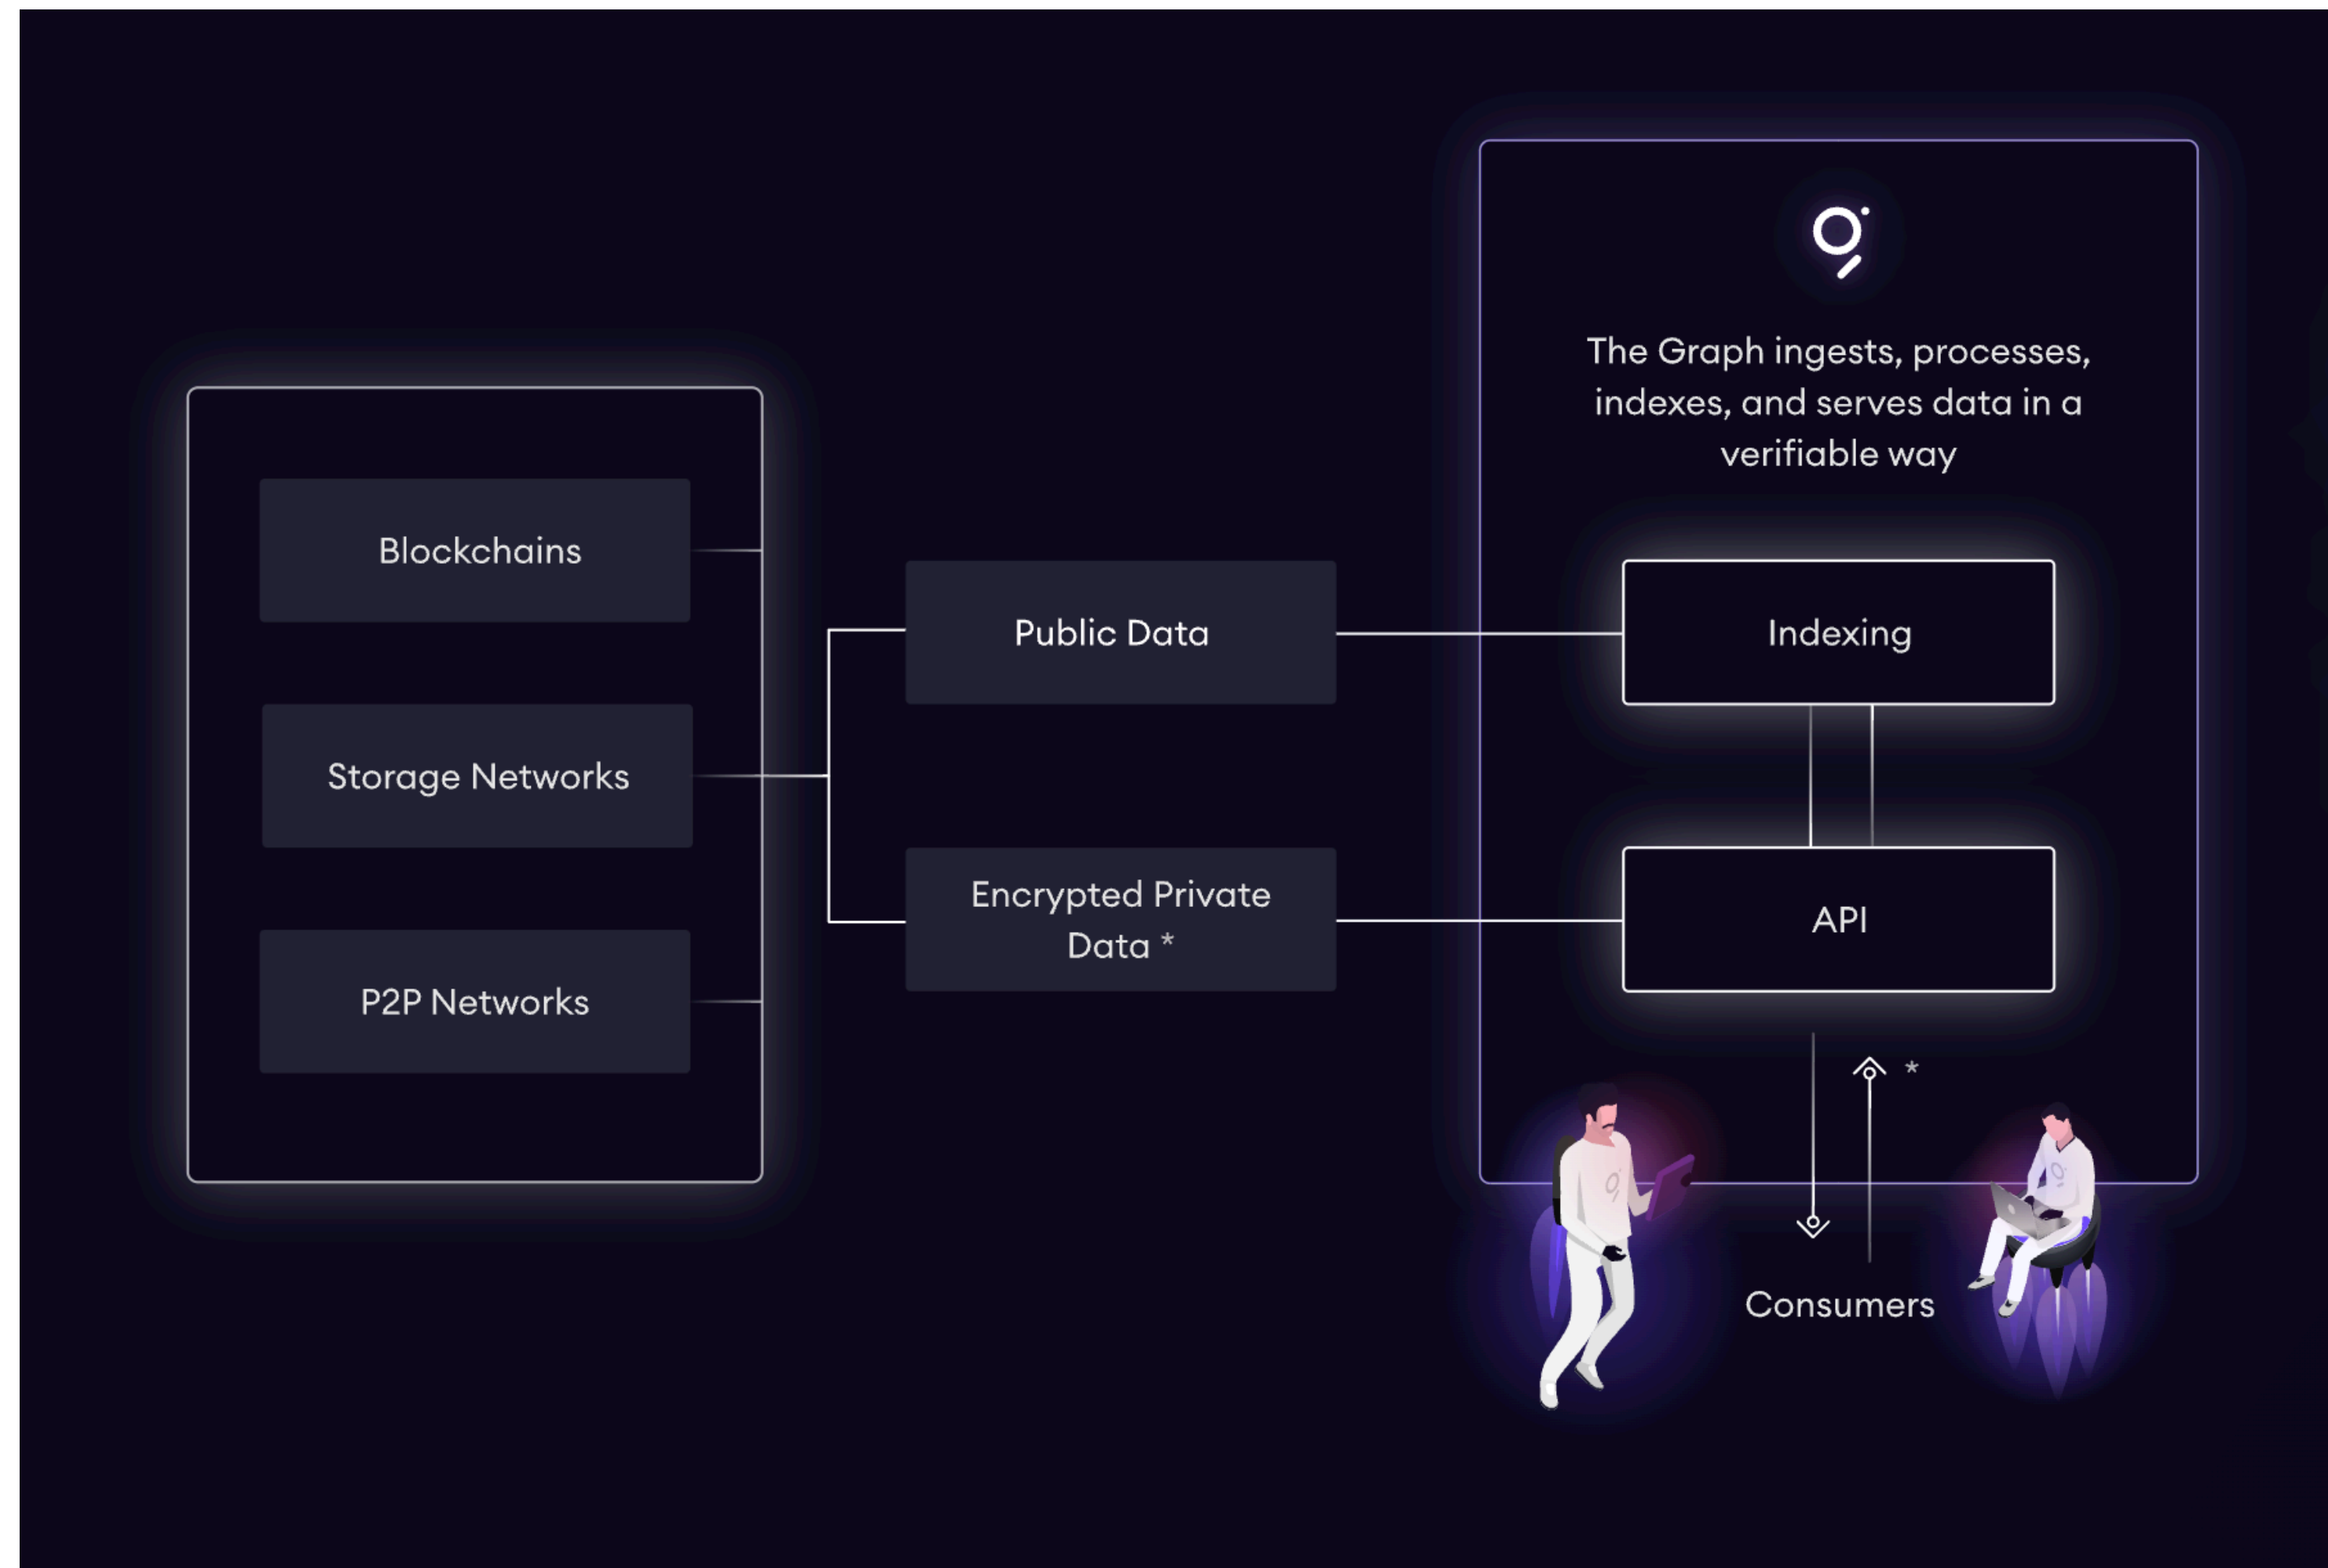 The Graph ingests, processes,
indexes, and serves data in a
verifiable way
Blockchains
Storage Networks
P2P Networks
Public Data
Encrypted Private
Data *
Indexing
API
*
Consumers